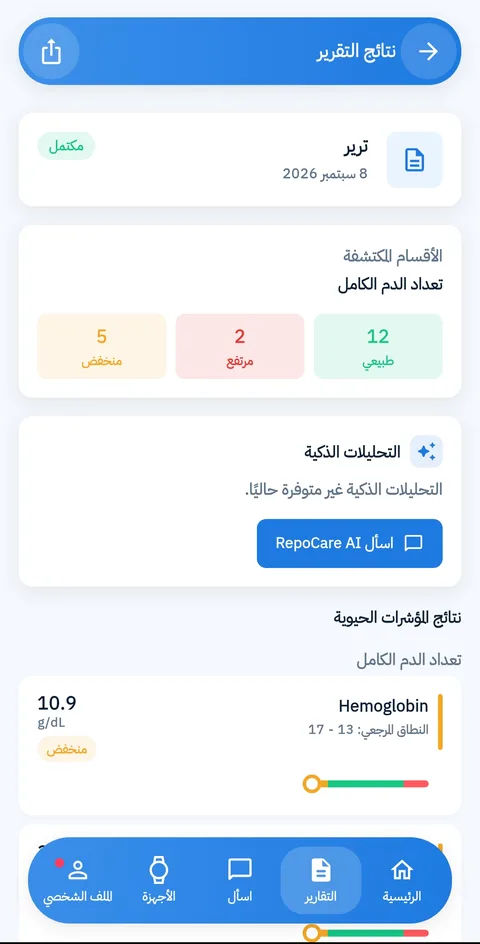 نتائج التقرير
ترير
8 سبتمبر 2026
مكتمل
الأقسام المكتشفة
تعداد الدم الكامل
12
طبيعي
2
مرتفع
5
منخفض
التحليلات الذكية
التحليلات الذكية غير متوفرة حاليًا.
اسأل RepoCare AI
نتائج المؤشرات الحيوية
تعداد الدم الكامل
Hemoglobin
النطاق المرجعي: 13 - 17
10.9
g/dL
منخفض
الرئيسية
التقارير
اسأل
الأجهزة
الملف الشخصي